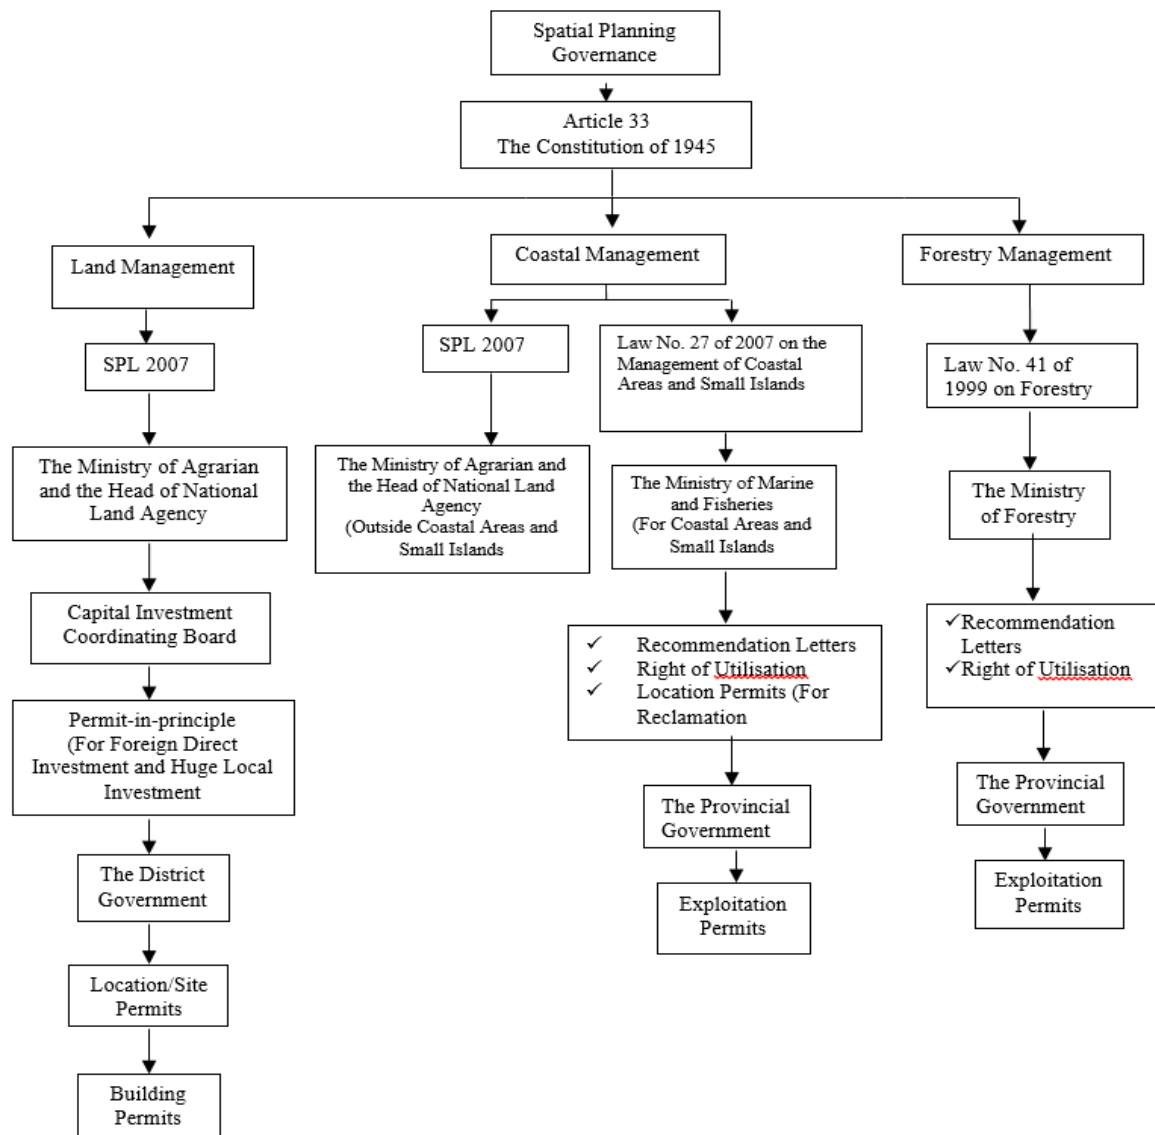 Spatial Planning
Governance
Article 33
The Constitution of 1945
Land Management
Coastal Management
Forestry Management
SPL 2007
SPL 2007
Law No. 27 of 2007 on the
Management of Coastal
Areas and Small Islands
Law No. 41 of
1999 on Forestry
The Ministry of Agrarian
and the Head of National
Land Agency
The Ministry of Agrarian and
the Head of National Land
Agency
(Outside Coastal Areas and
Small Islands
The Ministry of Marine
and Fisheries
(For Coastal Areas and
Small Islands
The Ministry
of Forestry
Capital Investment
Coordinating Board
✓ Recommendation Letters
✓ Right of Utilisation
✓ Location Permits (For
Reclamation
✓Recommendation
Letters
✓Right of Utilisation
Permit-in-principle
(For Foreign Direct
Investment and Huge Local
Investment
The Provincial
Government
The Provincial
Government
The District
Government
Exploitation
Permits
Exploitation
Permits
Location/Site
Permits
Building
Permits